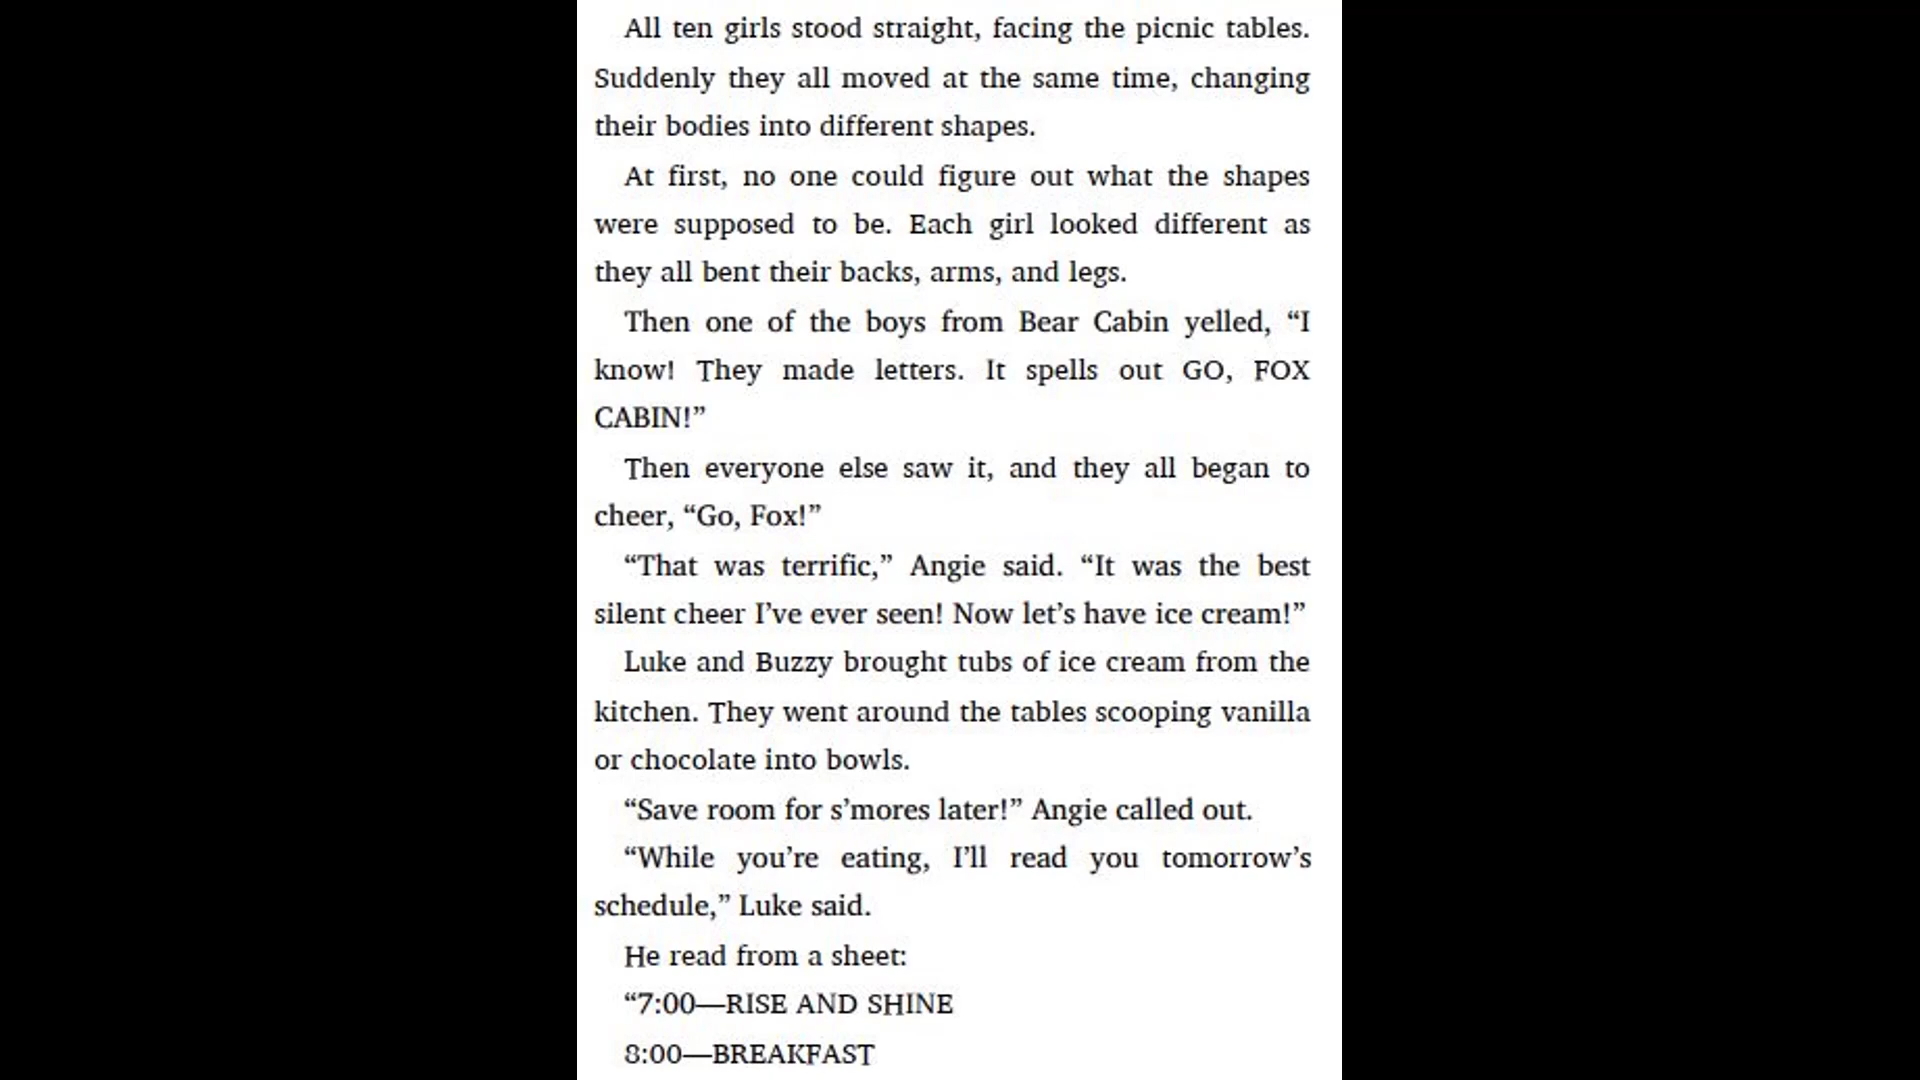 All ten girls stood straight, facing the picnic tables.
Suddenly they all moved at the same time, changing
their bodies into different shapes.
At first, no one could figure out what the shapes
were supposed to be. Each girl looked different as
they all bent their backs, arms, and legs.
Then one of the boys from Bear Cabin yelled, “I
know! They made letters. It spells out GO, FOX
CABIN!”
Then everyone else saw it, and they all began to
cheer, “Go, Fox!”
“That was terrific,” Angie said. “It was the best
silent cheer I’ve ever seen! Now let’s have ice cream!”
Luke and Buzzy brought tubs of ice cream from the
kitchen. They went around the tables scooping vanilla
or chocolate into bowls.
“Save room for s’mores later!” Angie called out.
“While you’re eating, I’ll read you tomorrow’s
schedule,” Luke said.
He read from a sheet:
“7:00—RISE AND SHINE
8:00—BREAKFAST